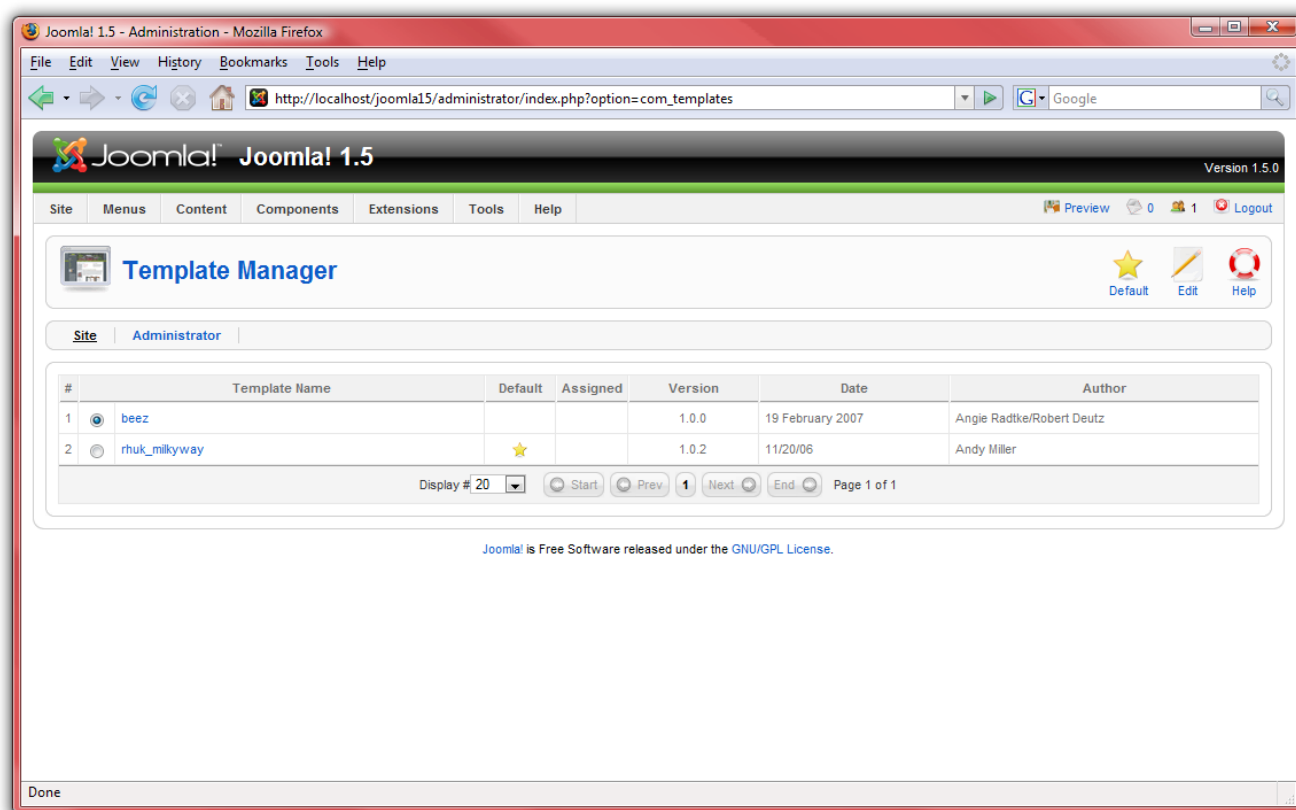 Joomla! 1.5 - Administration - Mozilla Firefox
File Edit View History Bookmarks Tools Help
http://localhost/joomla15/administrator/index.php?option=com_templates Google
Joomla! Joomla! 1.5
Version 1.5.0
Site Menus Content Components Extensions Tools Help Preview 0 1 Logout
Template Manager
Default Edit Help
Site Administrator
# Template Name Default Assigned Version Date Author
1 beez 1.0.0 19 February 2007 Angie Radtke/Robert Deutz
2 rhuk_milkyway 1.0.2 11/20/06 Andy Miller
Display # 20 Start Prev 1 Next End Page 1 of 1
Joomla! is Free Software released under the GNU/GPL License.
Done